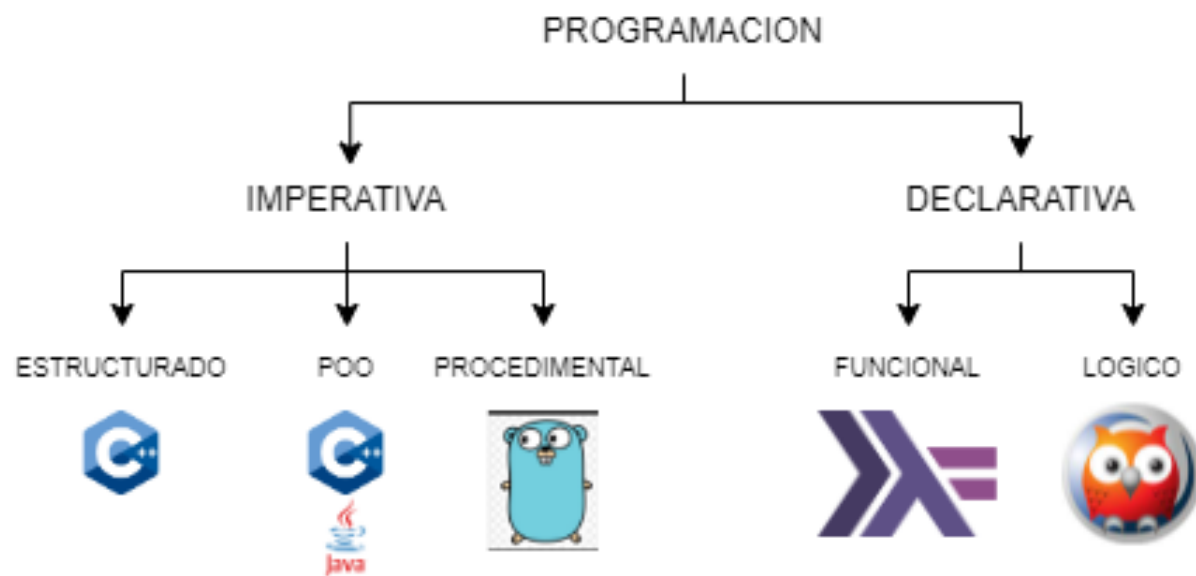 PROGRAMACION
IMPERATIVA
DECLARATIVA
ESTRUCTURADO
POO
PROCEDIMENTAL
FUNCIONAL
LOGICO
C++
C++
Java